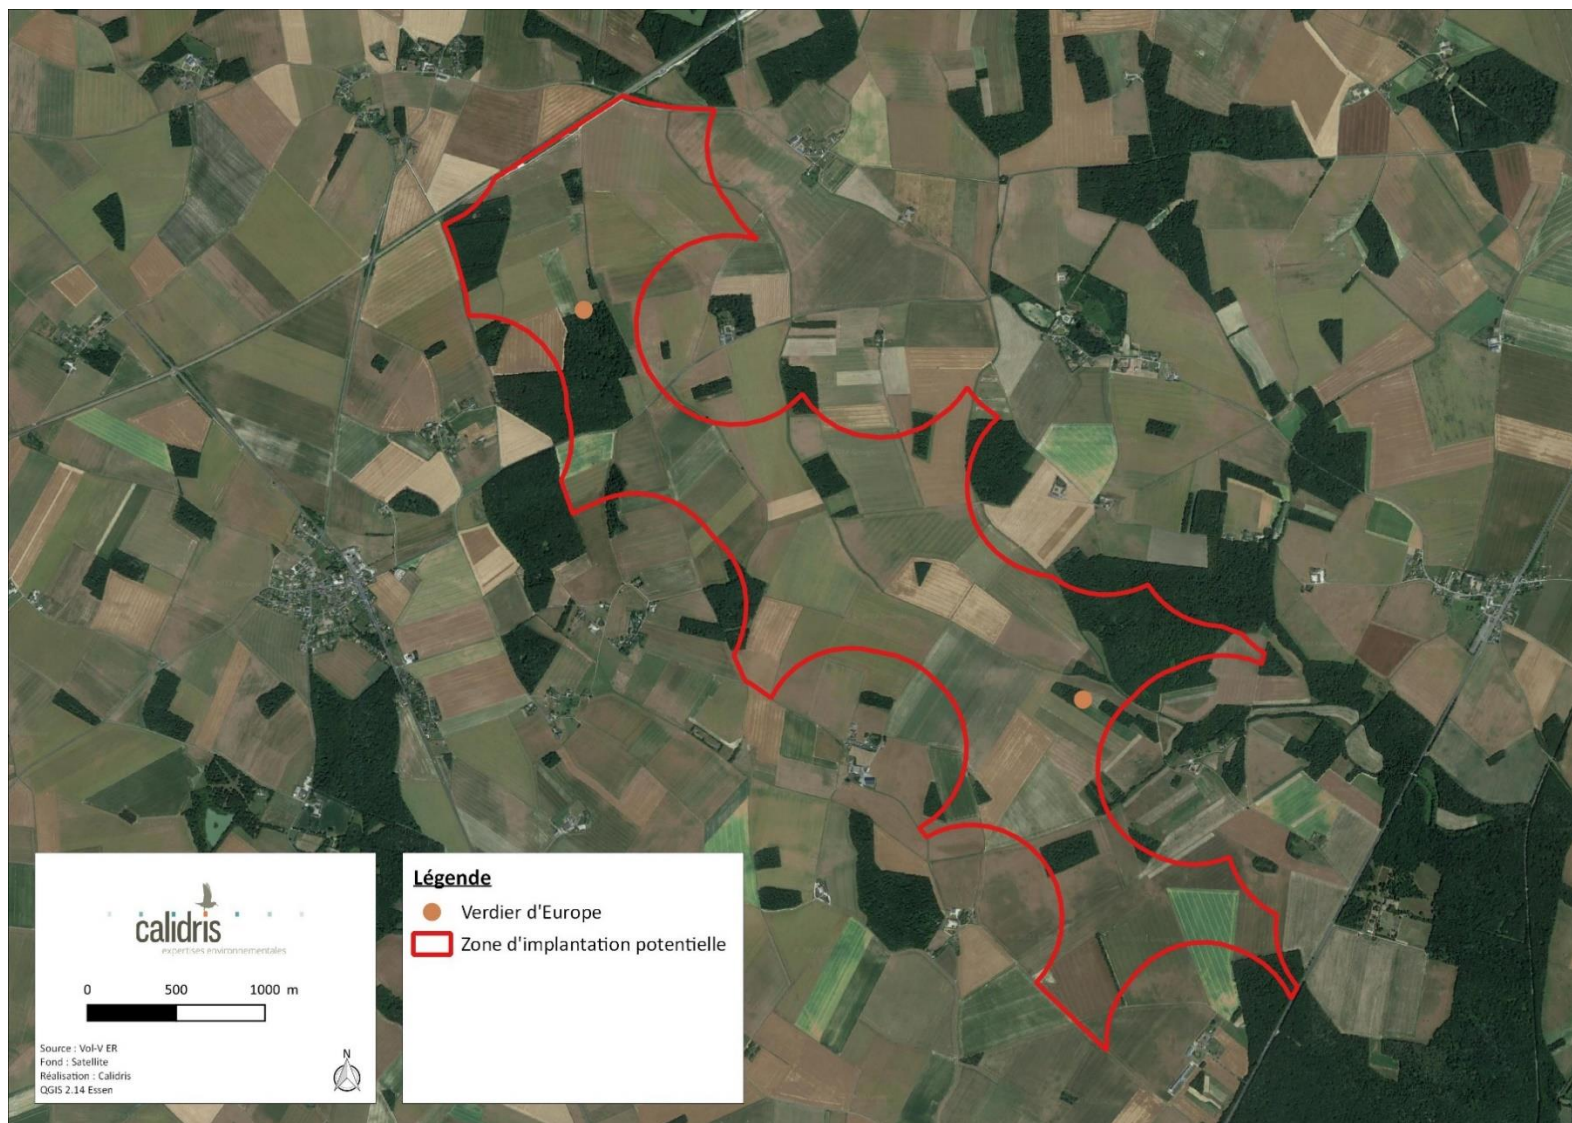 calidris
expertises environnementales
0 500 1000 m
Source : Vol-V ER
Fond : Satellite
Réalisation : Calidris
QGIS 2.14 Essen
N
Légende
Verdier d'Europe
Zone d'implantation potentielle